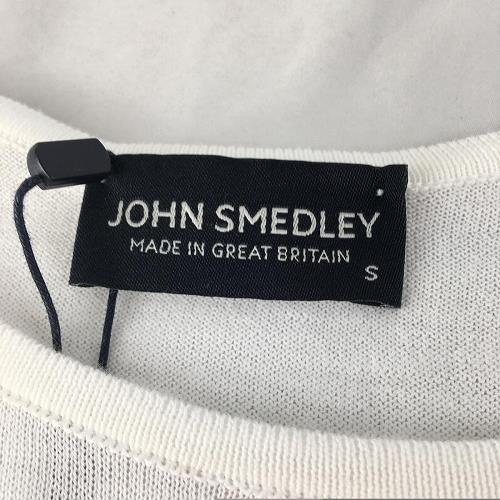 JOHN SMEDLEY
MADE IN GREAT BRITAIN
S